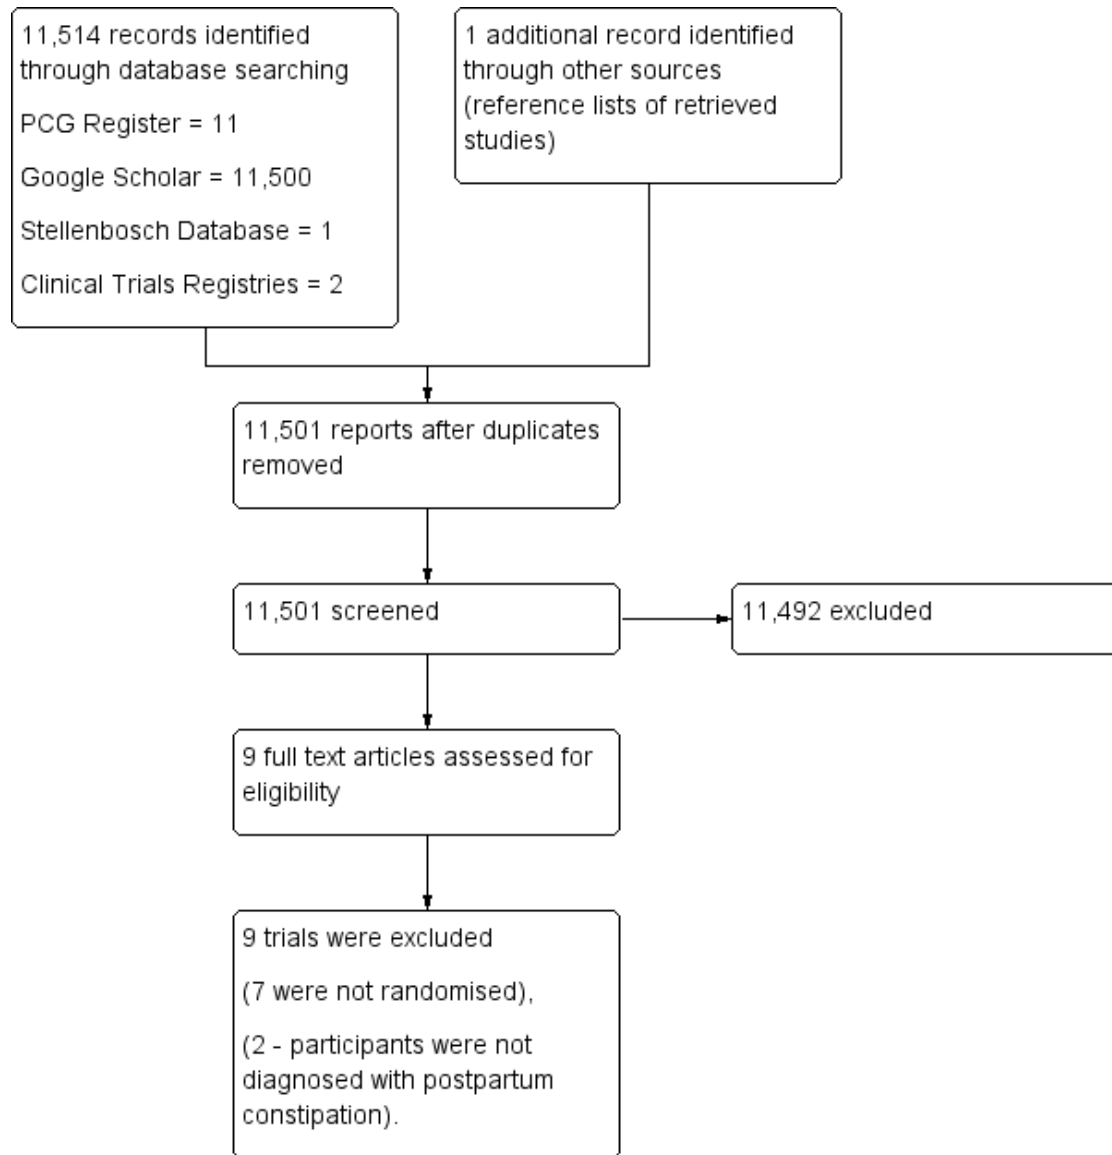 11,514 records identified
through database searching
PCG Register = 11
Google Scholar = 11,500
Stellenbosch Database = 1
Clinical Trials Registries = 2
1 additional record identified
through other sources
(reference lists of retrieved
studies)
11,501 reports after duplicates
removed
11,501 screened
11,492 excluded
9 full text articles assessed for
eligibility
9 trials were excluded
(7 were not randomised),
(2 - participants were not
diagnosed with postpartum
constipation).